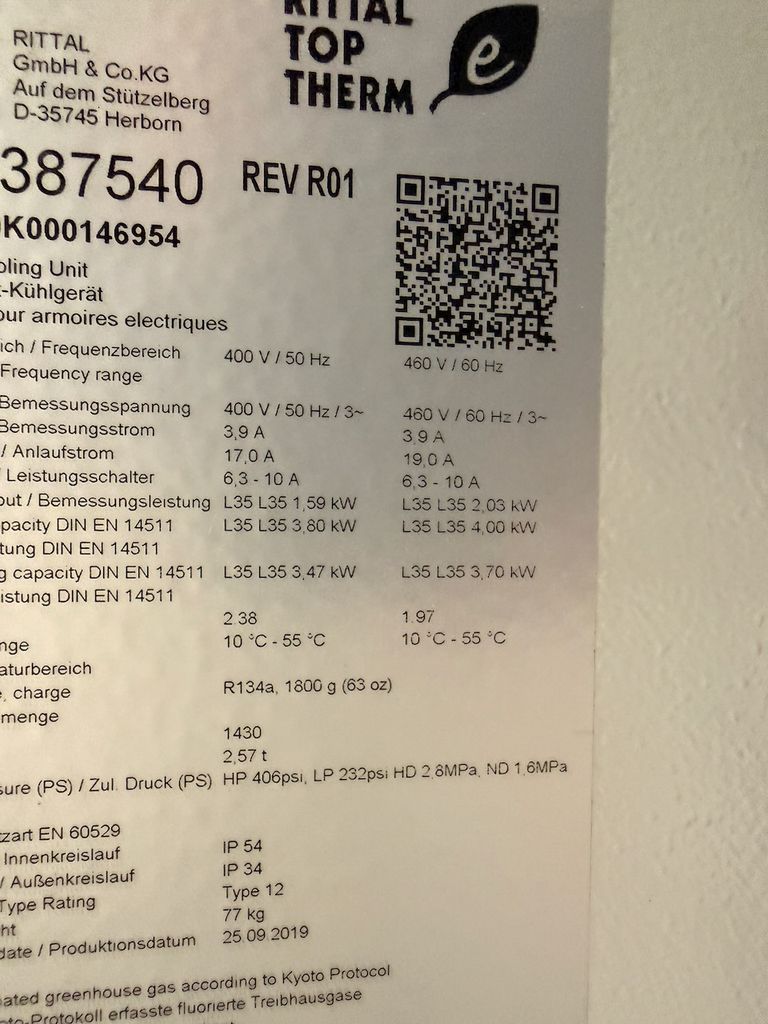 RITTAL
GmbH & Co.KG
Auf dem Stützelberg
D-35745 Herborn
RITTAL
TOP
THERM
e
387540 REV R01
K000146954
oling Unit
-Kühlgerät
our armoires electriques
ich / Frequenzbereich 400 V / 50 Hz 460 V / 60 Hz
Frequency range
Bemessungsspannung 400 V / 50 Hz / 3~ 460 V / 60 Hz / 3~
Bemessungsstrom 3,9 A 3,9 A
/ Anlaufstrom 17,0 A 19,0 A
/ Leistungsschalter 6,3 - 10 A 6,3 - 10 A
out / Bemessungsleistung L35 L35 1,59 kW L35 L35 2,03 kW
pacity DIN EN 14511 L35 L35 3,80 kW L35 L35 4,00 kW
tung DIN EN 14511
g capacity DIN EN 14511 L35 L35 3,47 kW L35 L35 3,70 kW
istung DIN EN 14511
2.38 1.97
nge 10 °C - 55 °C 10 °C - 55 °C
aturbereich
e, charge R134a, 1800 g (63 oz)
menge
1430
2,57 t
sure (PS) / Zul. Druck (PS) HP 406psi, LP 232psi HD 2.8MPa, ND 1.6MPa
tzart EN 60529
Innenkreislauf IP 54
/ Außenkreislauf IP 34
Type Rating Type 12
ht 77 kg
date / Produktionsdatum 25.09.2019
ated greenhouse gas according to Kyoto Protocol
oto-Protokoll erfasste fluorierte Treibhausgase